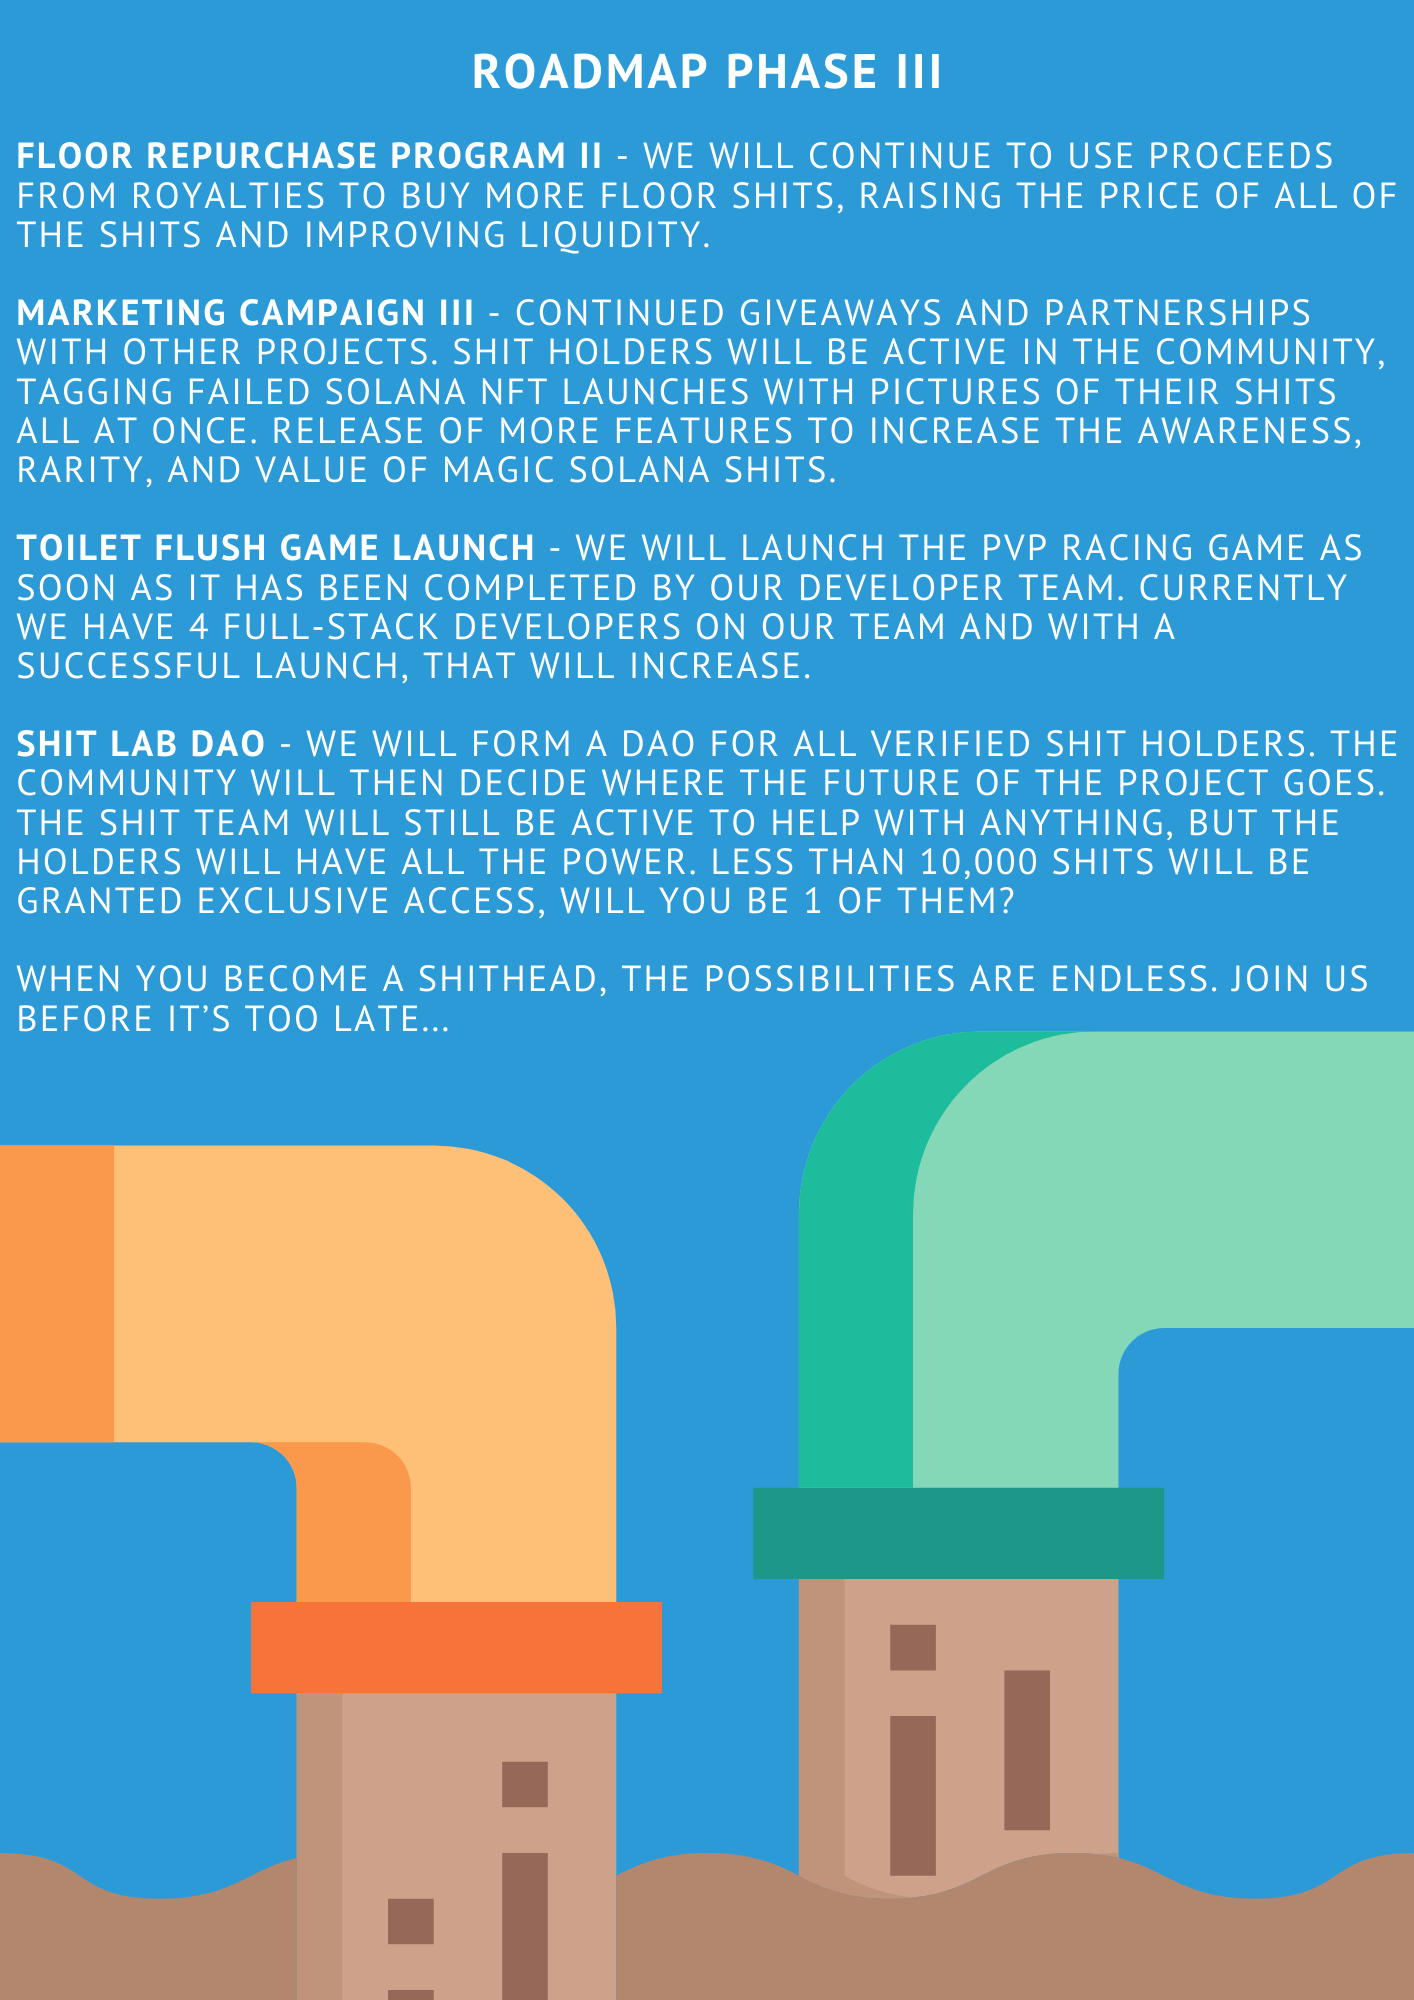 ROADMAP PHASE III
FLOOR REPURCHASE PROGRAM II - WE WILL CONTINUE TO USE PROCEEDS
FROM ROYALTIES TO BUY MORE FLOOR SHITS, RAISING THE PRICE OF ALL OF
THE SHITS AND IMPROVING LIQUIDITY.
MARKETING CAMPAIGN III - CONTINUED GIVEAWAYS AND PARTNERSHIPS
WITH OTHER PROJECTS. SHIT HOLDERS WILL BE ACTIVE IN THE COMMUNITY,
TAGGING FAILED SOLANA NFT LAUNCHES WITH PICTURES OF THEIR SHITS
ALL AT ONCE. RELEASE OF MORE FEATURES TO INCREASE THE AWARENESS,
RARITY, AND VALUE OF MAGIC SOLANA SHITS.
TOILET FLUSH GAME LAUNCH - WE WILL LAUNCH THE PVP RACING GAME AS
SOON AS IT HAS BEEN COMPLETED BY OUR DEVELOPER TEAM. CURRENTLY
WE HAVE 4 FULL-STACK DEVELOPERS ON OUR TEAM AND WITH A
SUCCESSFUL LAUNCH, THAT WILL INCREASE.
SHIT LAB DAO - WE WILL FORM A DAO FOR ALL VERIFIED SHIT HOLDERS. THE
COMMUNITY WILL THEN DECIDE WHERE THE FUTURE OF THE PROJECT GOES.
THE SHIT TEAM WILL STILL BE ACTIVE TO HELP WITH ANYTHING, BUT THE
HOLDERS WILL HAVE ALL THE POWER. LESS THAN 10,000 SHITS WILL BE
GRANTED EXCLUSIVE ACCESS, WILL YOU BE 1 OF THEM?
WHEN YOU BECOME A SHITHEAD, THE POSSIBILITIES ARE ENDLESS. JOIN US
BEFORE IT’S TOO LATE...